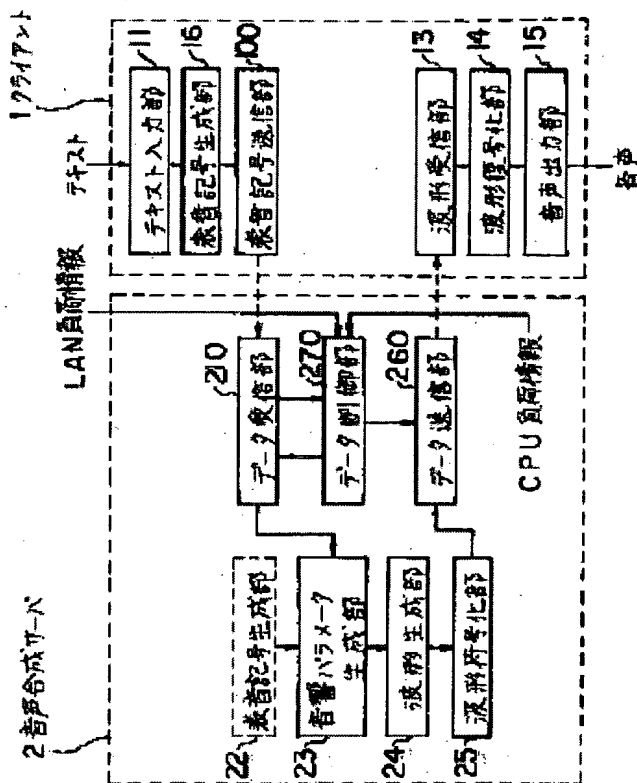 1 クライアント
テキスト
11
テキスト入力部
16
表音記号生成部
100
表音記号送信部
13
波形受信部
14
波形復号化部
15
音声出力部
音声
LAN負荷情報
CPU負荷情報
2 音声合成サーバ
210
データ受信部
270
データ制御部
260
データ送信部
22
表音記号生成部
23
音響パラメータ
生成部
24
波形生成部
25
波形符号化部